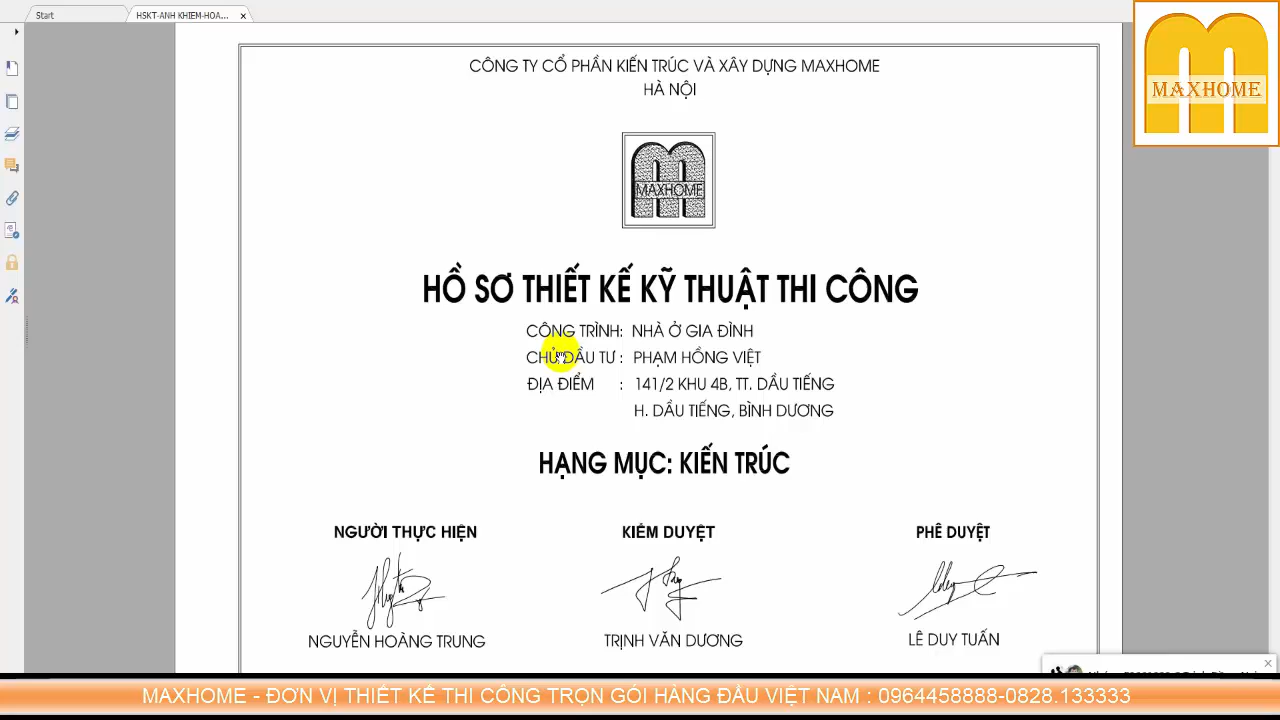 Start
HSKT-ANH KHIEM-HOA...
MAXHOME
CÔNG TY CỔ PHẦN KIẾN TRÚC VÀ XÂY DỰNG MAXHOME
HÀ NỘI
MAXHOME
HỒ SƠ THIẾT KẾ KỸ THUẬT THI CÔNG
CÔNG TRÌNH: NHÀ Ở GIA ĐÌNH
CHỦ ĐẦU TƯ : PHẠM HỒNG VIỆT
ĐỊA ĐIỂM : 141/2 KHU 4B, TT. DẦU TIẾNG
H. DẦU TIẾNG, BÌNH DƯƠNG
HẠNG MỤC: KIẾN TRÚC
NGƯỜI THỰC HIỆN KIỂM DUYỆT PHÊ DUYỆT
NGUYỄN HOÀNG TRUNG TRỊNH VĂN DƯƠNG LÊ DUY TUẤN
MAXHOME - ĐƠN VỊ THIẾT KẾ THI CÔNG TRỌN GÓI HÀNG ĐẦU VIỆT NAM : 0964458888-0828.133333